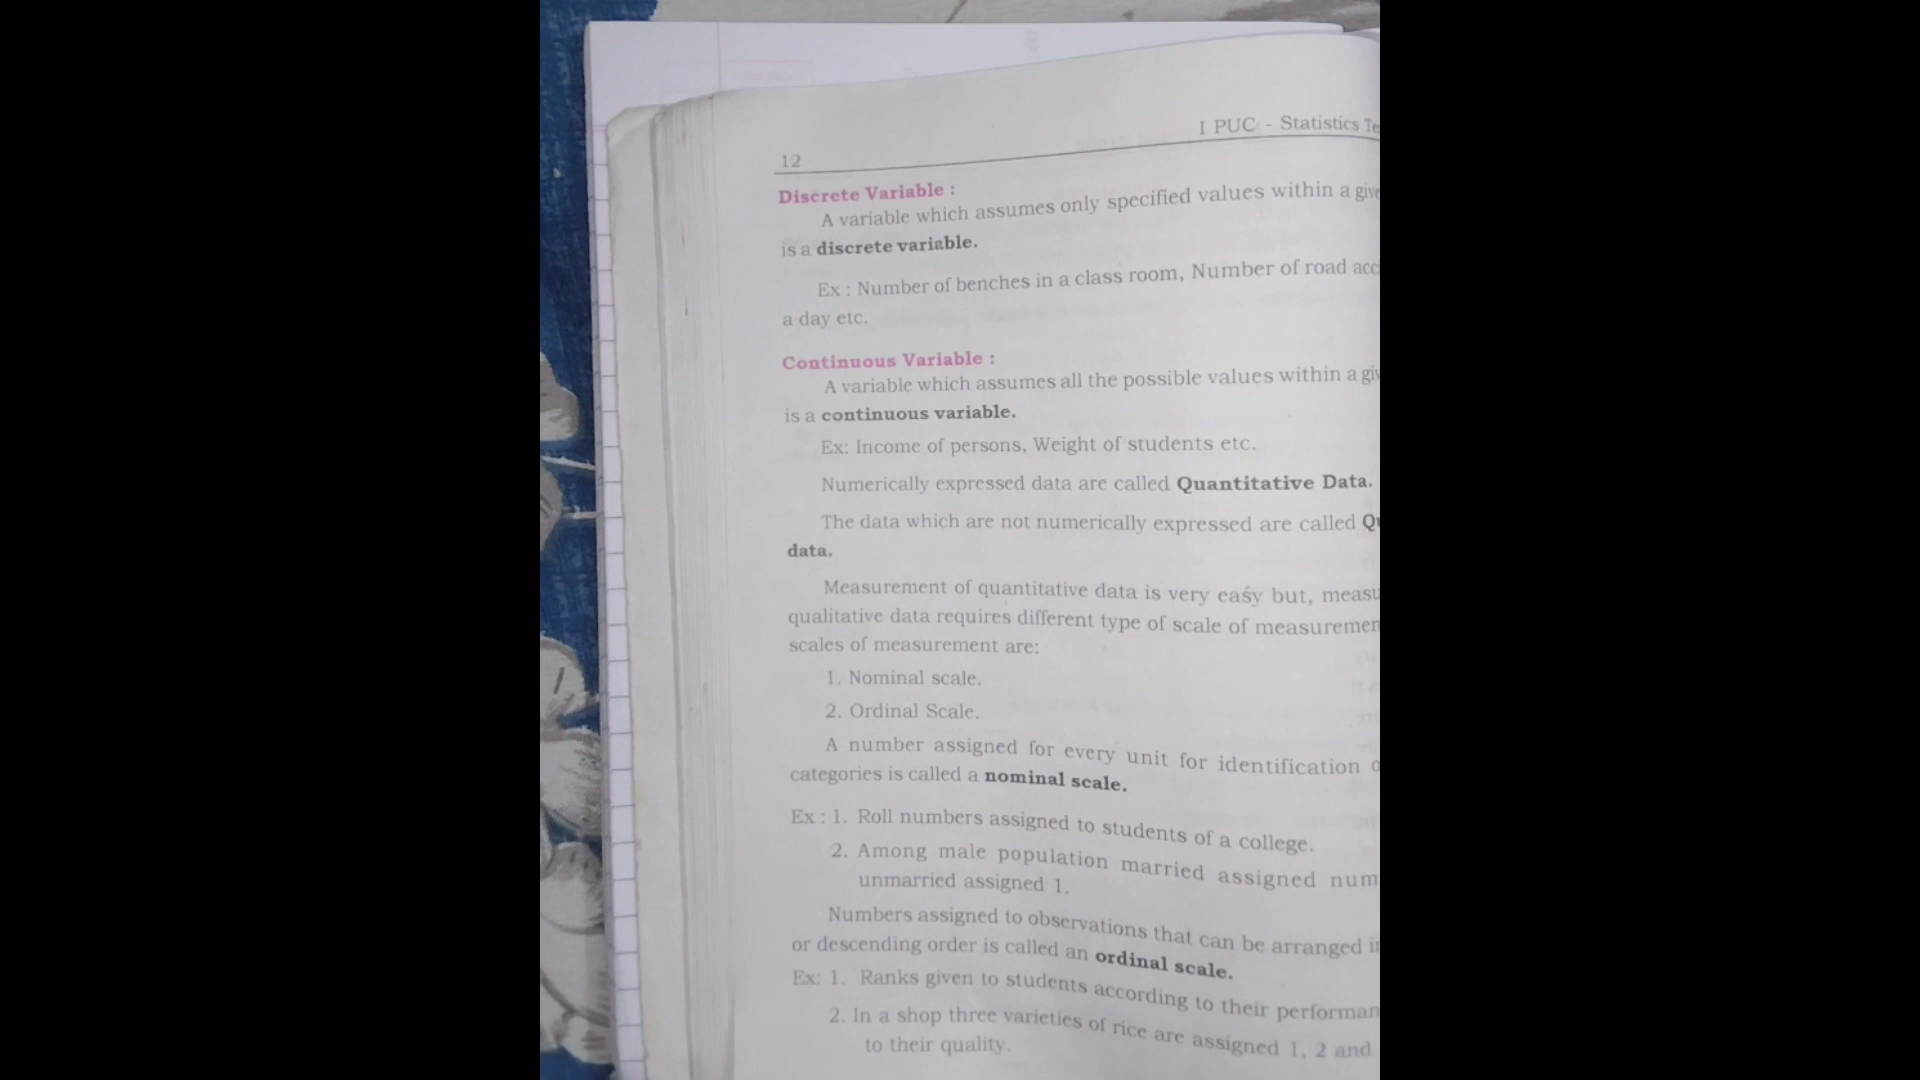 I PUC - Statistics
12
Discrete Variable :
A variable which assumes only specified values within a
is a discrete variable.
Ex : Number of benches in a class room, Number of road
a day etc.
Continuous Variable :
A variable which assumes all the possible values within a
is a continuous variable.
Ex: Income of persons, Weight of students etc.
Numerically expressed data are called Quantitative Data.
The data which are not numerically expressed are called
data.
Measurement of quantitative data is very easy but,
qualitative data requires different type of scale of
scales of measurement are:
1. Nominal scale.
2. Ordinal Scale.
A number assigned for every unit for identification
categories is called a nominal scale.
Ex : 1. Roll numbers assigned to students of a college.
2. Among male population married assigned
unmarried assigned 1.
Numbers assigned to observations that can be arranged
or descending order is called an ordinal scale.
Ex: 1. Ranks given to students according to their
2. In a shop three varieties of rice are assigned 1, 2 and
to their quality.